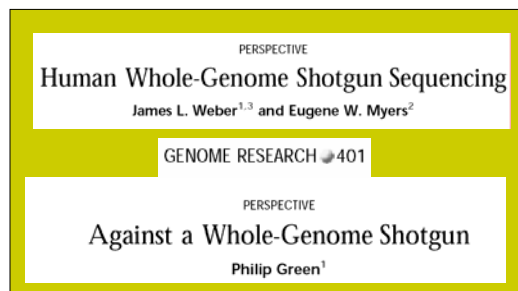 PERSPECTIVE
Human Whole-Genome Shotgun Sequencing
James L. Weber1,3 and Eugene W. Myers2
GENOME RESEARCH 401
PERSPECTIVE
Against a Whole-Genome Shotgun
Philip Green1